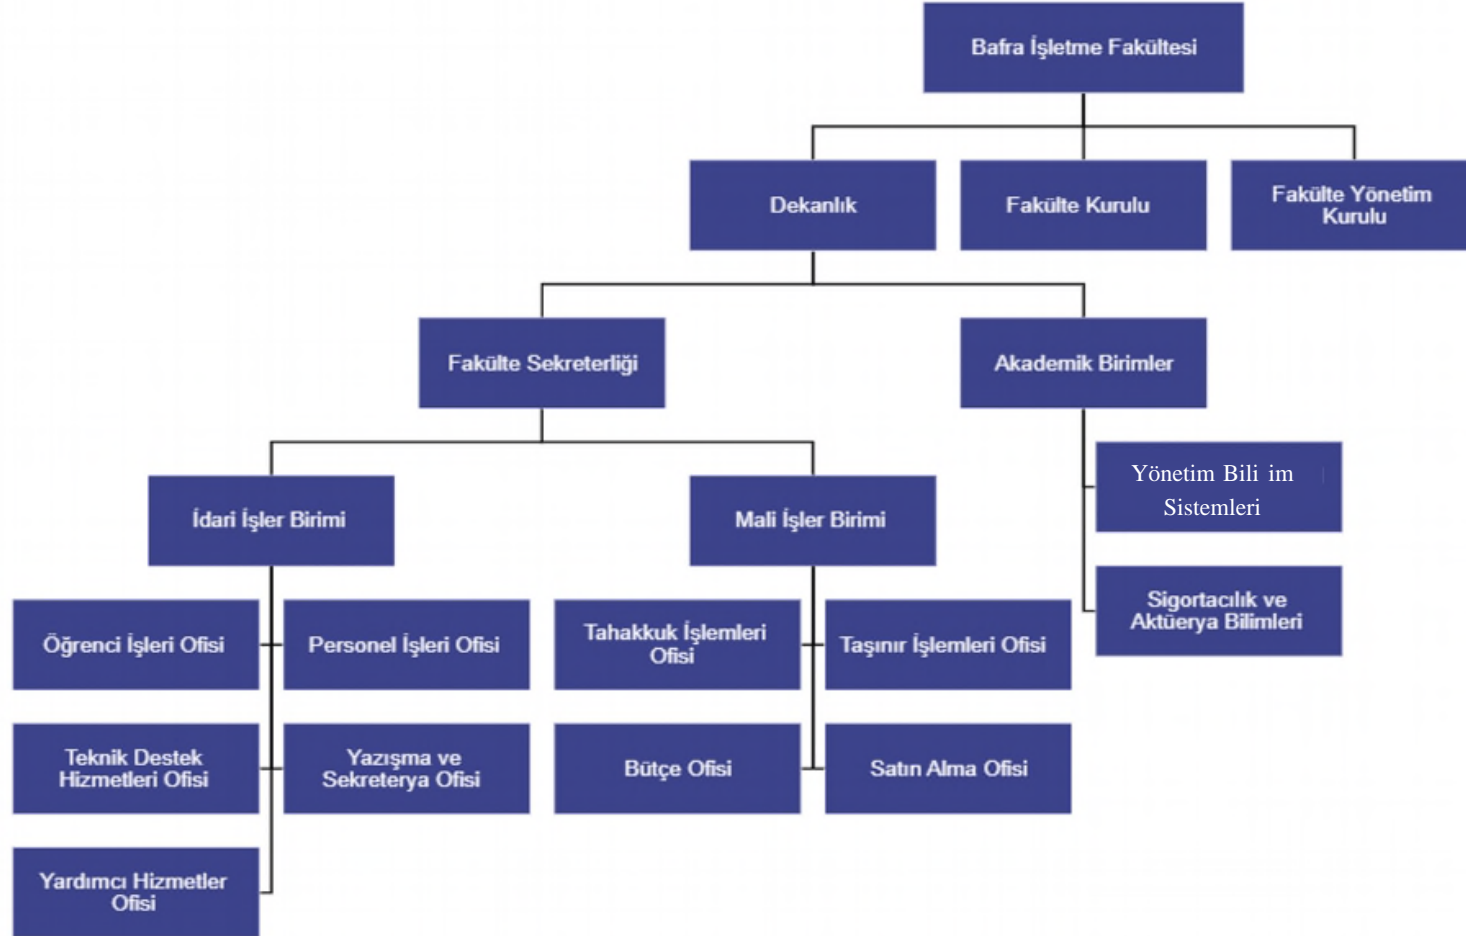 Bafra İşletme Fakültesi
Dekanlık
Fakülte Kurulu
Fakülte Yönetim
Kurulu
Fakülte Sekreterliği
Akademik Birimler
İdari İşler Birimi
Mali İşler Birimi
Yönetim Bili im
Sistemleri
Sigortacılık ve
Aktüerya Bilimleri
Öğrenci İşleri Ofisi
Personel İşleri Ofisi
Tahakkuk İşlemleri
Ofisi
Taşınır İşlemleri Ofisi
Teknik Destek
Hizmetleri Ofisi
Yazışma ve
Sekreterya Ofisi
Bütçe Ofisi
Satın Alma Ofisi
Yardımcı Hizmetler
Ofisi